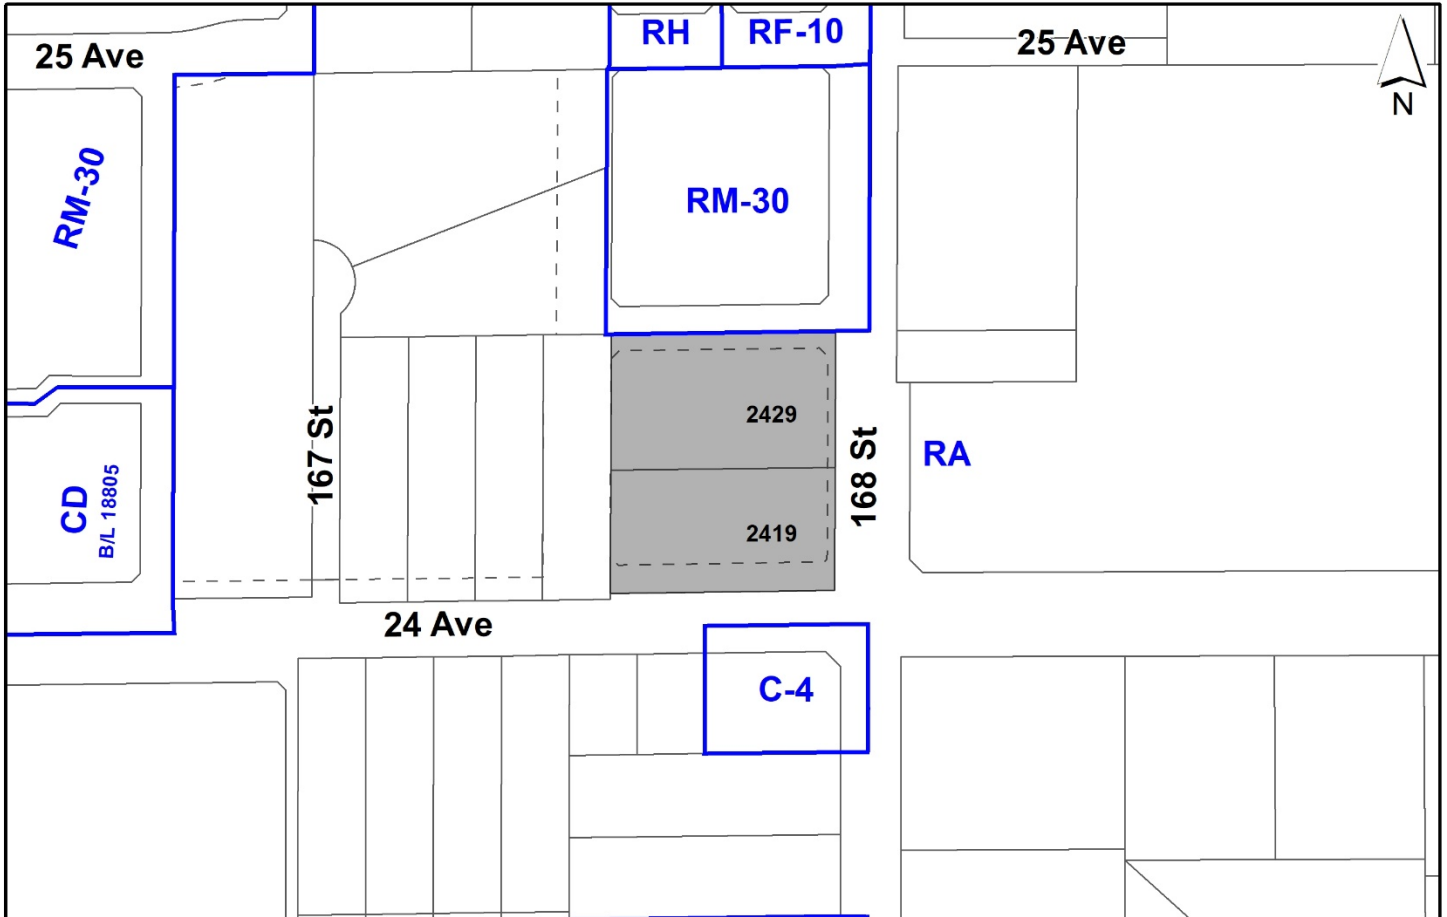 RH
RF-10
25 Ave
25 Ave
N
RM-30
RM-30
2429
167 St
168 St
RA
CD
B/L 18805
2419
24 Ave
C-4